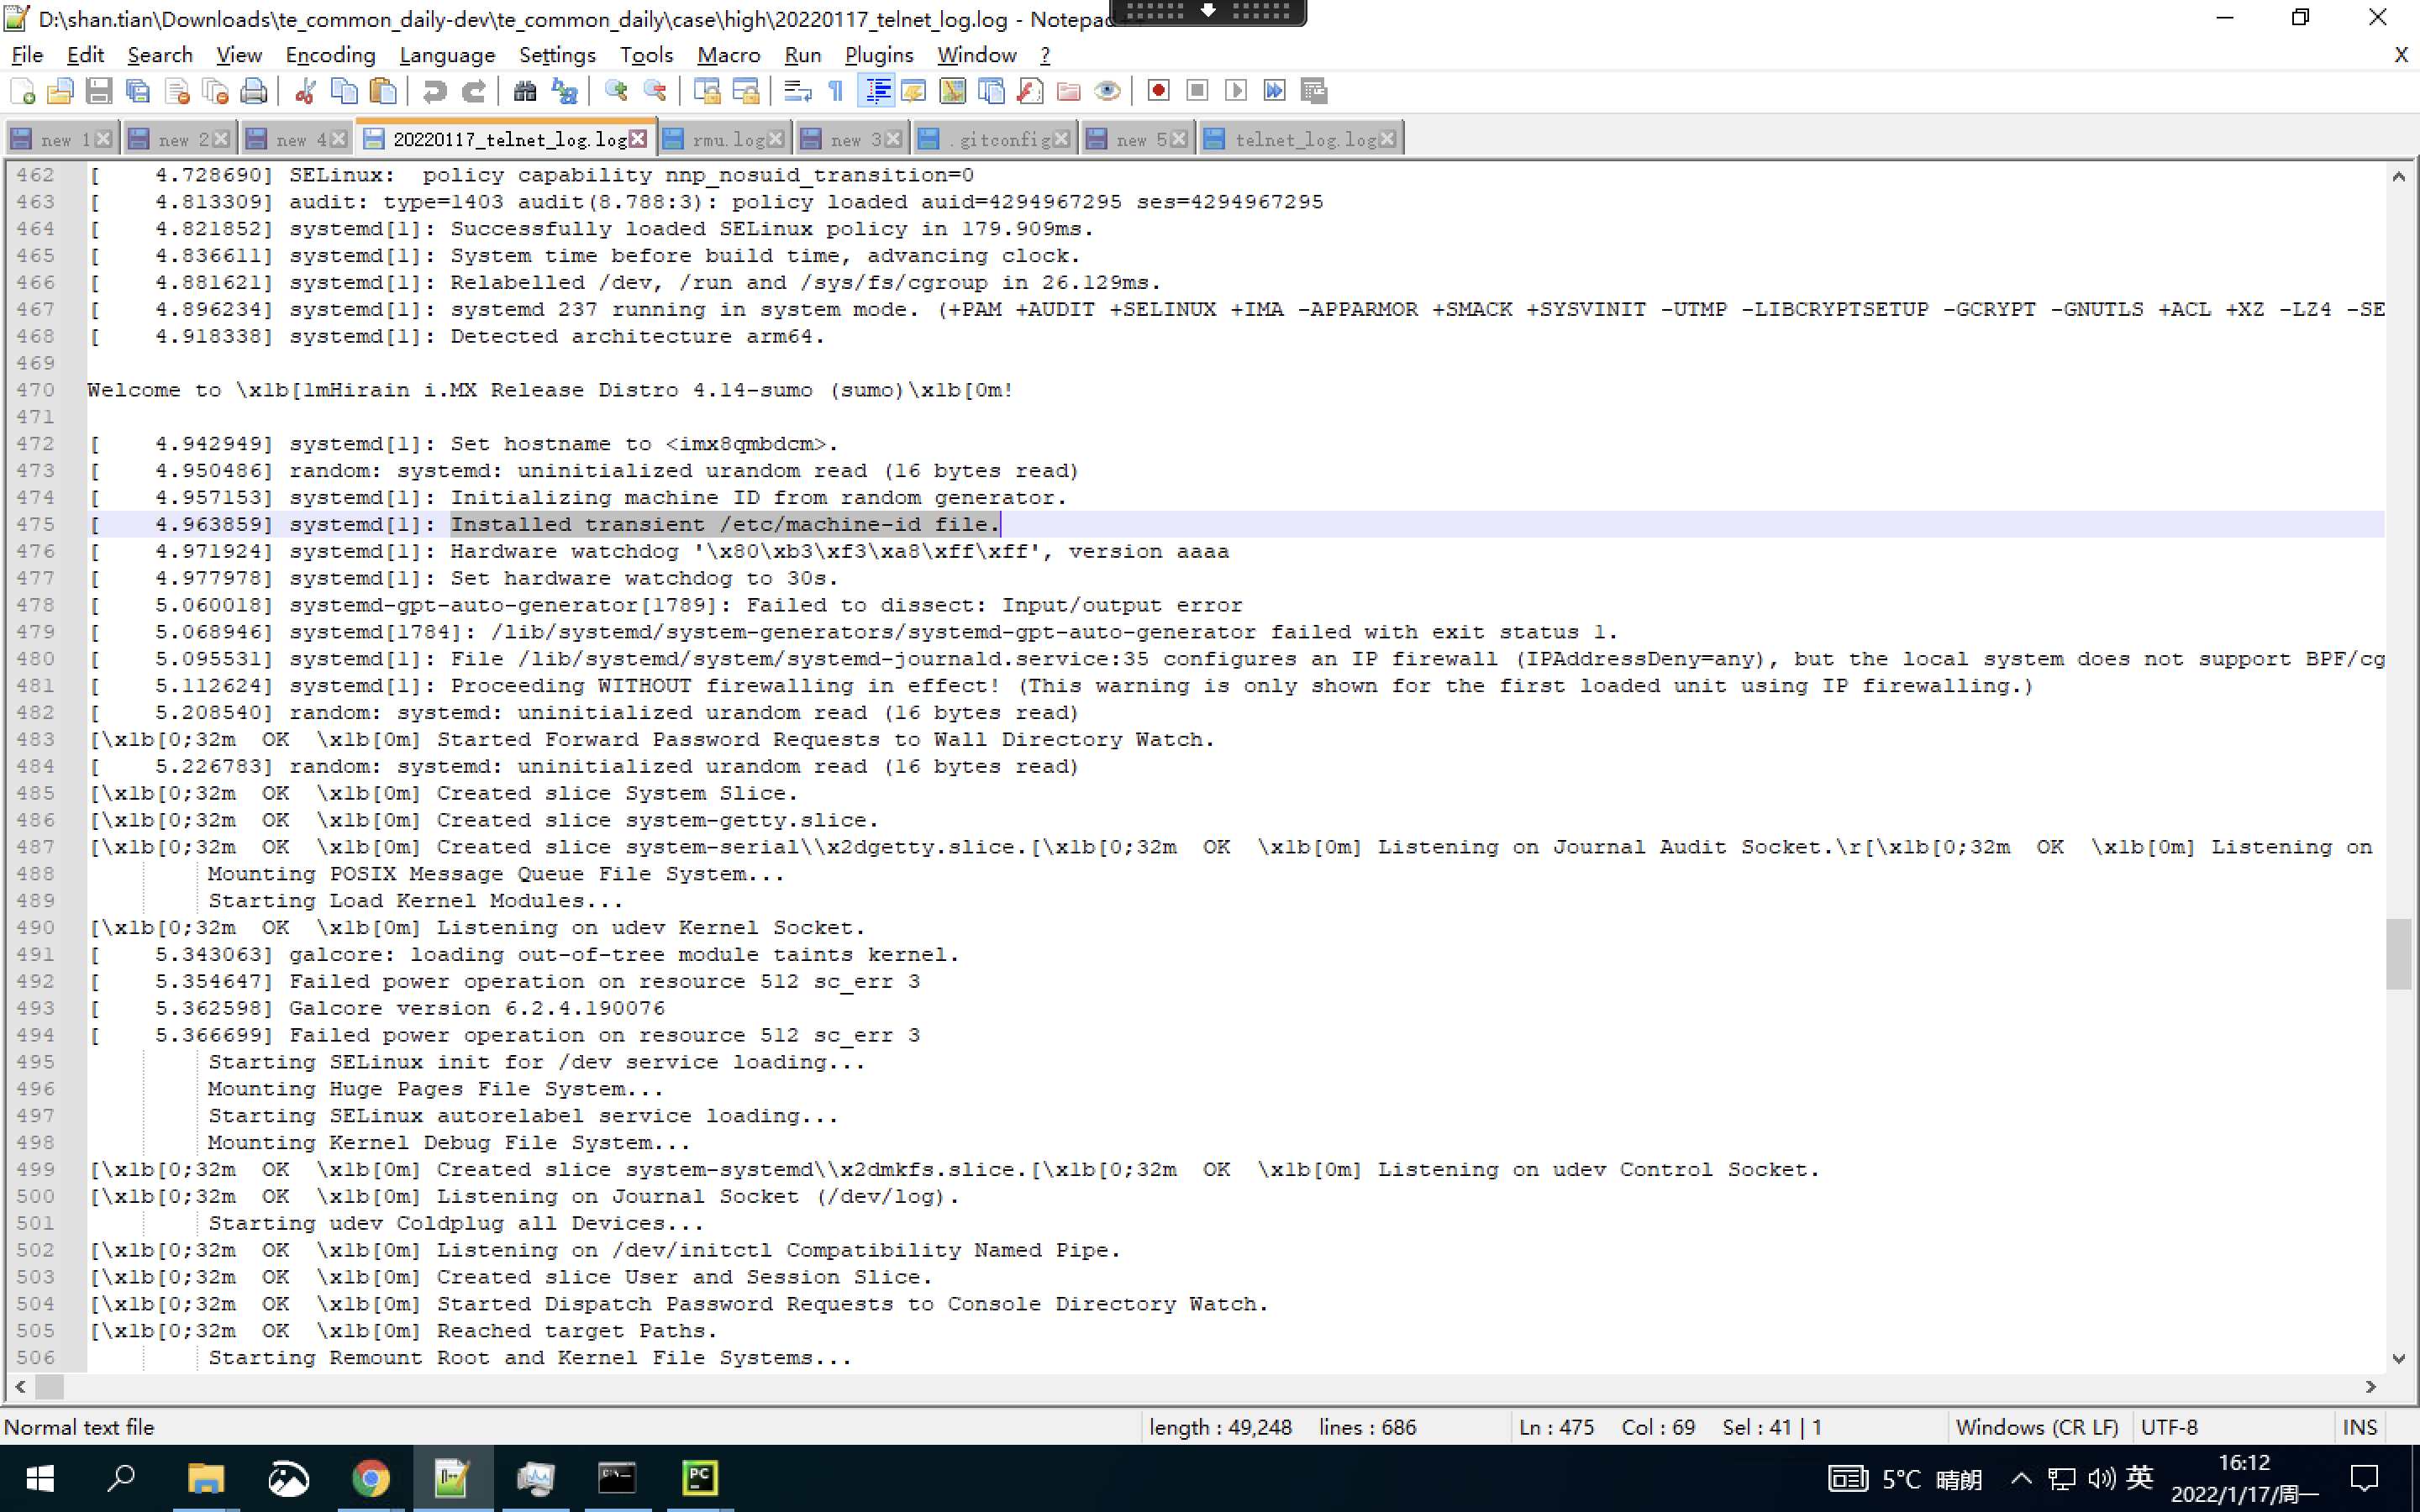 D:\shan.tian\Downloads\te_common_daily-dev\te_common_daily\case\high\20220117_telnet_log.log - Notepad++
File Edit Search View Encoding Language Settings Tools Macro Run Plugins Window ? X
new 1 new 2 new 4 20220117_telnet_log.log rmu.log new 3 .gitconfig new 5 telnet_log.log
462 [    4.728690] SELinux:  policy capability nnp_nosuid_transition=0
463 [    4.813309] audit: type=1403 audit(8.788:3): policy loaded auid=4294967295 ses=4294967295
464 [    4.821852] systemd[1]: Successfully loaded SELinux policy in 179.909ms.
465 [    4.836611] systemd[1]: System time before build time, advancing clock.
466 [    4.881621] systemd[1]: Relabelled /dev, /run and /sys/fs/cgroup in 26.129ms.
467 [    4.896234] systemd[1]: systemd 237 running in system mode. (+PAM +AUDIT +SELINUX +IMA -APPARMOR +SMACK +SYSVINIT -UTMP -LIBCRYPTSETUP -GCRYPT -GNUTLS +ACL +XZ -LZ4 -SE
468 [    4.918338] systemd[1]: Detected architecture arm64.
469
470 Welcome to \x1b[1mHirain i.MX Release Distro 4.14-sumo (sumo)\x1b[0m!
471
472 [    4.942949] systemd[1]: Set hostname to <imx8qmbdcm>.
473 [    4.950486] random: systemd: uninitialized urandom read (16 bytes read)
474 [    4.957153] systemd[1]: Initializing machine ID from random generator.
475 [    4.963859] systemd[1]: Installed transient /etc/machine-id file.
476 [    4.971924] systemd[1]: Hardware watchdog '\x80\xb3\xf3\xa8\xff\xff', version aaaa
477 [    4.977978] systemd[1]: Set hardware watchdog to 30s.
478 [    5.060018] systemd-gpt-auto-generator[1789]: Failed to dissect: Input/output error
479 [    5.068946] systemd[1784]: /lib/systemd/system-generators/systemd-gpt-auto-generator failed with exit status 1.
480 [    5.095531] systemd[1]: File /lib/systemd/system/systemd-journald.service:35 configures an IP firewall (IPAddressDeny=any), but the local system does not support BPF/cg
481 [    5.112624] systemd[1]: Proceeding WITHOUT firewalling in effect! (This warning is only shown for the first loaded unit using IP firewalling.)
482 [    5.208540] random: systemd: uninitialized urandom read (16 bytes read)
483 [\x1b[0;32m  OK  \x1b[0m] Started Forward Password Requests to Wall Directory Watch.
484 [    5.226783] random: systemd: uninitialized urandom read (16 bytes read)
485 [\x1b[0;32m  OK  \x1b[0m] Created slice System Slice.
486 [\x1b[0;32m  OK  \x1b[0m] Created slice system-getty.slice.
487 [\x1b[0;32m  OK  \x1b[0m] Created slice system-serial\\x2dgetty.slice.[\x1b[0;32m  OK  \x1b[0m] Listening on Journal Audit Socket.\r[\x1b[0;32m  OK  \x1b[0m] Listening on
488 Mounting POSIX Message Queue File System...
489 Starting Load Kernel Modules...
490 [\x1b[0;32m  OK  \x1b[0m] Listening on udev Kernel Socket.
491 [    5.343063] galcore: loading out-of-tree module taints kernel.
492 [    5.354647] Failed power operation on resource 512 sc_err 3
493 [    5.362598] Galcore version 6.2.4.190076
494 [    5.366699] Failed power operation on resource 512 sc_err 3
495 Starting SELinux init for /dev service loading...
496 Mounting Huge Pages File System...
497 Starting SELinux autorelabel service loading...
498 Mounting Kernel Debug File System...
499 [\x1b[0;32m  OK  \x1b[0m] Created slice system-systemd\\x2dmkfs.slice.[\x1b[0;32m  OK  \x1b[0m] Listening on udev Control Socket.
500 [\x1b[0;32m  OK  \x1b[0m] Listening on Journal Socket (/dev/log).
501 Starting udev Coldplug all Devices...
502 [\x1b[0;32m  OK  \x1b[0m] Listening on /dev/initctl Compatibility Named Pipe.
503 [\x1b[0;32m  OK  \x1b[0m] Created slice User and Session Slice.
504 [\x1b[0;32m  OK  \x1b[0m] Started Dispatch Password Requests to Console Directory Watch.
505 [\x1b[0;32m  OK  \x1b[0m] Reached target Paths.
506 Starting Remount Root and Kernel File Systems...
Normal text file length : 49,248 lines : 686 Ln : 475 Col : 69 Sel : 41 | 1 Windows (CR LF) UTF-8 INS
5°C 晴朗 英 16:12
2022/1/17/周一